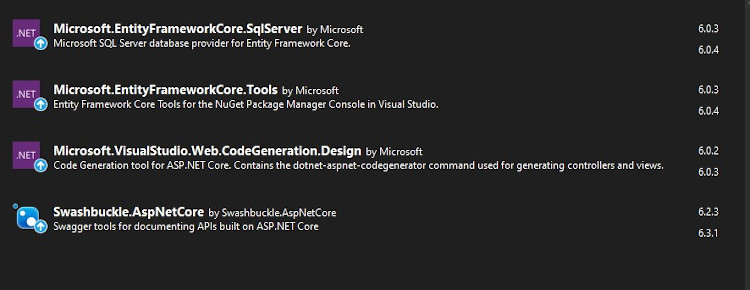 .NET
Microsoft.EntityFrameworkCore.SqlServer by Microsoft 6.0.3
Microsoft SQL Server database provider for Entity Framework Core.
6.0.4
.NET
Microsoft.EntityFrameworkCore.Tools by Microsoft 6.0.3
Entity Framework Core Tools for the NuGet Package Manager Console in Visual Studio.
6.0.4
.NET
Microsoft.VisualStudio.Web.CodeGeneration.Design by Microsoft 6.0.2
Code Generation tool for ASP.NET Core. Contains the dotnet-aspnet-codegenerator command used for generating controllers and views.
6.0.3
Swashbuckle.AspNetCore by Swashbuckle.AspNetCore 6.2.3
Swagger tools for documenting APIs built on ASP.NET Core
6.3.1